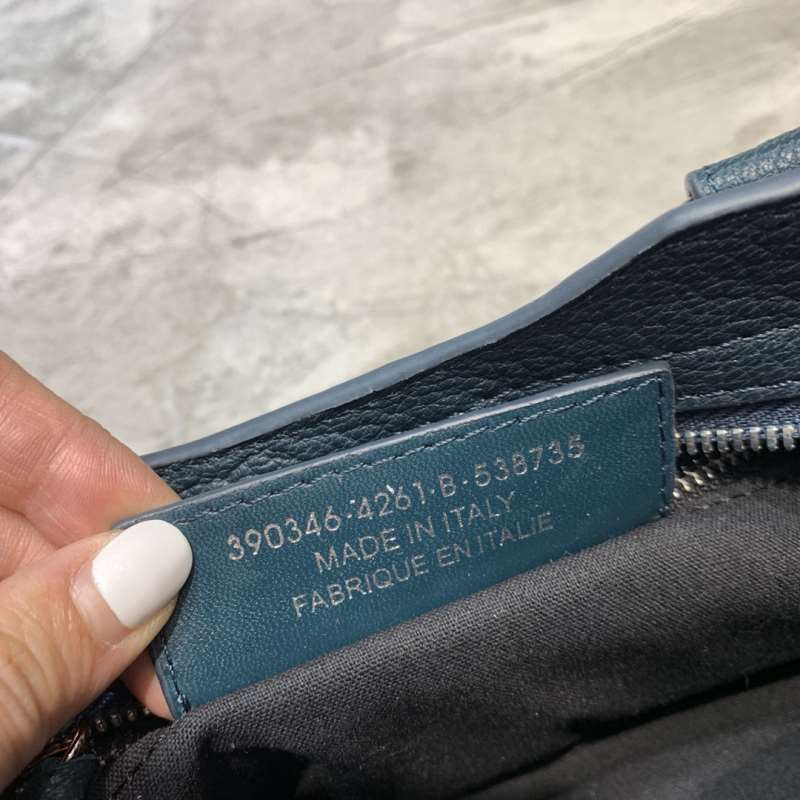 390346·4261·B·538735
MADE IN ITALY
FABRIQUE EN ITALIE